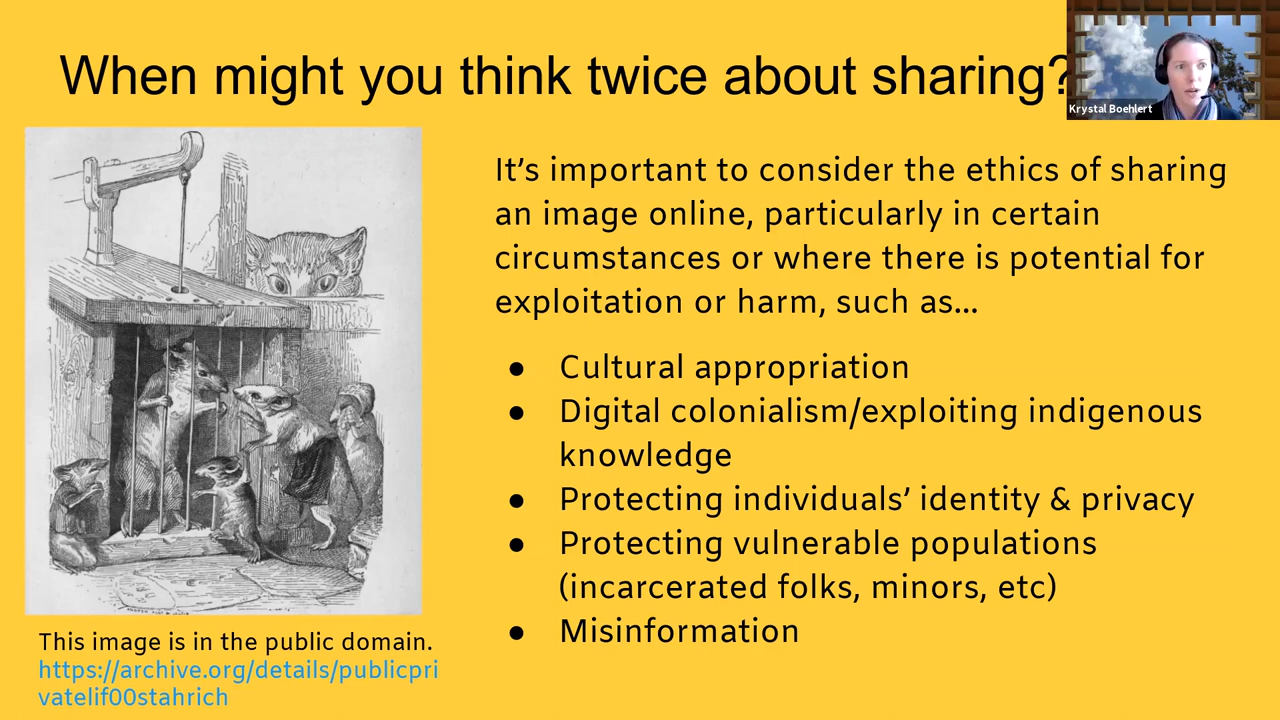 When might you think twice about sharing?
Krystal Boehlert
It's important to consider the ethics of sharing
an image online, particularly in certain
circumstances or where there is potential for
exploitation or harm, such as...
● Cultural appropriation
● Digital colonialism/exploiting indigenous
knowledge
● Protecting individuals' identity & privacy
● Protecting vulnerable populations
(incarcerated folks, minors, etc)
● Misinformation
This image is in the public domain.
https://archive.org/details/publicpri
vatelif00stahrich